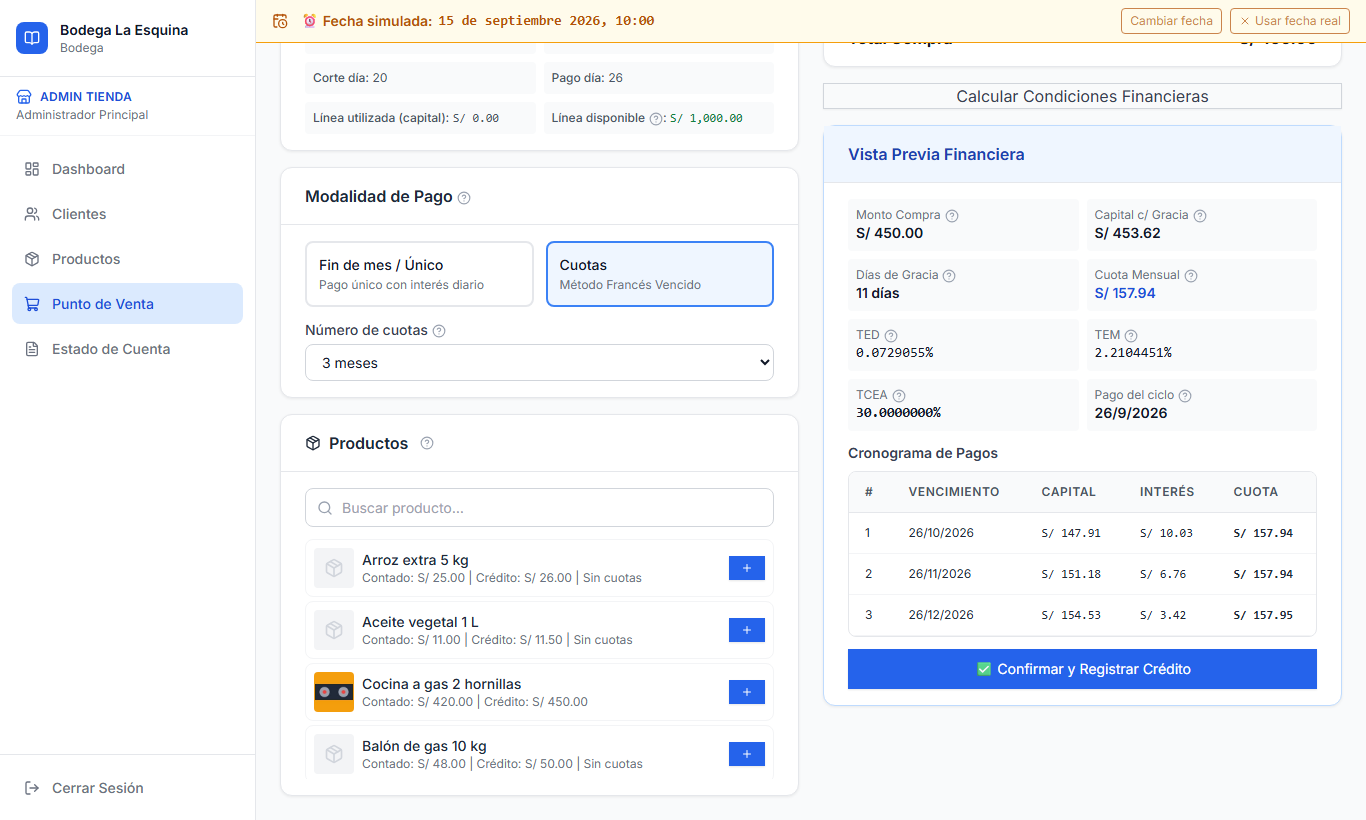 Bodega La Esquina
Bodega
ADMIN TIENDA
Administrador Principal
Dashboard
Clientes
Productos
Punto de Venta
Estado de Cuenta
Cerrar Sesión
⏰ Fecha simulada: 15 de septiembre 2026, 10:00
Cambiar fecha
× Usar fecha real
Corte día: 20
Pago día: 26
Línea utilizada (capital): S/ 0.00
Línea disponible ?: S/ 1,000.00
Modalidad de Pago ?
Fin de mes / Único
Pago único con interés diario
Cuotas
Método Francés Vencido
Número de cuotas ?
3 meses
Productos ?
Buscar producto...
Arroz extra 5 kg
Contado: S/ 25.00 | Crédito: S/ 26.00 | Sin cuotas
+
Aceite vegetal 1 L
Contado: S/ 11.00 | Crédito: S/ 11.50 | Sin cuotas
+
Cocina a gas 2 hornillas
Contado: S/ 420.00 | Crédito: S/ 450.00
+
Balón de gas 10 kg
Contado: S/ 48.00 | Crédito: S/ 50.00 | Sin cuotas
+
Calcular Condiciones Financieras
Vista Previa Financiera
Monto Compra ?
S/ 450.00
Capital c/ Gracia ?
S/ 453.62
Días de Gracia ?
11 días
Cuota Mensual ?
S/ 157.94
TED ?
0.0729055%
TEM ?
2.2104451%
TCEA ?
30.0000000%
Pago del ciclo ?
26/9/2026
Cronograma de Pagos
# VENCIMIENTO CAPITAL INTERÉS CUOTA
1 26/10/2026 S/ 147.91 S/ 10.03 S/ 157.94
2 26/11/2026 S/ 151.18 S/ 6.76 S/ 157.94
3 26/12/2026 S/ 154.53 S/ 3.42 S/ 157.95
✅ Confirmar y Registrar Crédito